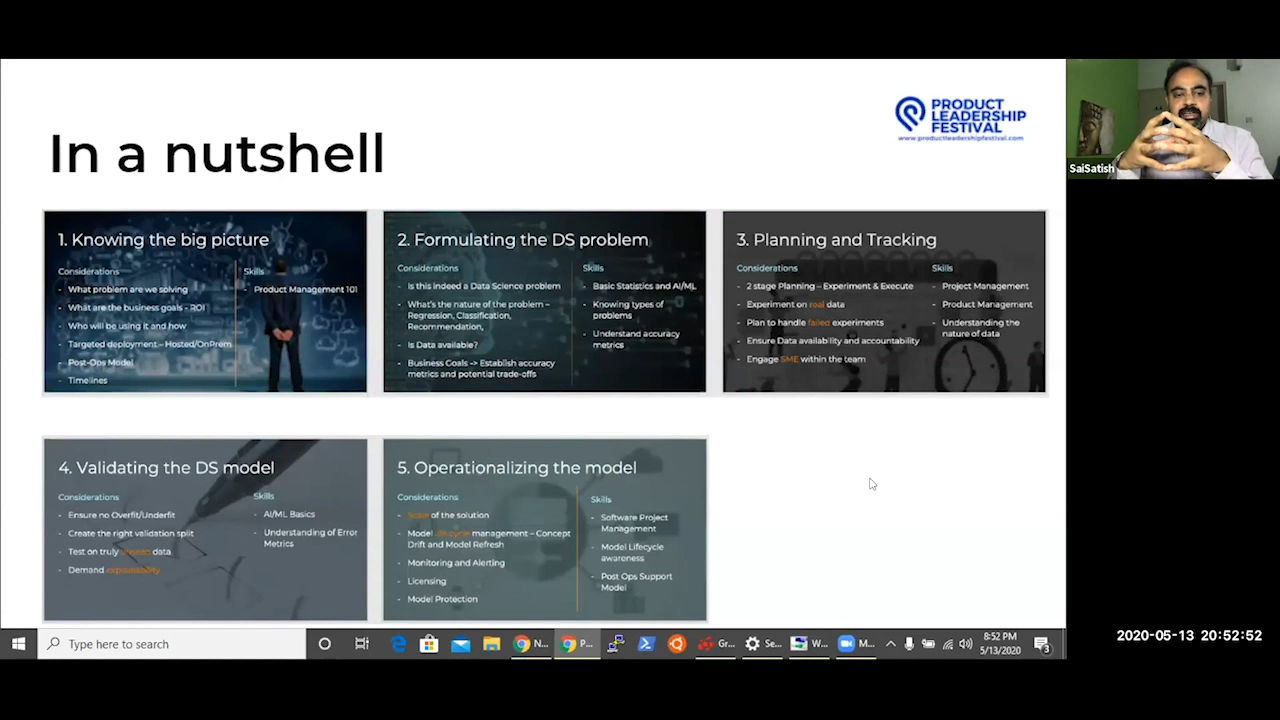 PRODUCT
LEADERSHIP
FESTIVAL
www.productleadershipfestival.com
In a nutshell
SaiSatish
1. Knowing the big picture
Considerations
- What problem are we solving
- What are the business goals - ROI
- Who will be using it and how
- Targeted deployment – Hosted/OnPrem
- Post-Ops Model
- Timelines
Skills
- Product Management 101
2. Formulating the DS problem
Considerations
- Is this indeed a Data Science problem
- What's the nature of the problem –
Regression, Classification,
Recommendation,
- Is Data available?
- Business Goals -> Establish accuracy
metrics and potential trade-offs
Skills
- Basic Statistics and AI/ML
- Knowing types of
problems
- Understand accuracy
metrics
3. Planning and Tracking
Considerations
- 2 stage Planning – Experiment & Execute
- Experiment on real data
- Plan to handle failed experiments
- Ensure Data availability and accountability
- Engage SME within the team
Skills
- Project Management
- Product Management
- Understanding the
nature of data
4. Validating the DS model
Considerations
- Ensure no Overfit/Underfit
- Create the right validation split
- Test on truly unseen data
- Demand explainability
Skills
- AI/ML Basics
- Understanding of Error
Metrics
5. Operationalizing the model
Considerations
- Scale of the solution
- Model lifecycle management – Concept
Drift and Model Refresh
- Monitoring and Alerting
- Licensing
- Model Protection
Skills
- Software Project
Management
- Model Lifecycle
awareness
- Post Ops Support
Model
Type here to search
N...
P...
Gr...
Se...
W...
M...
8:52 PM
5/13/2020
3
2020-05-13 20:52:52